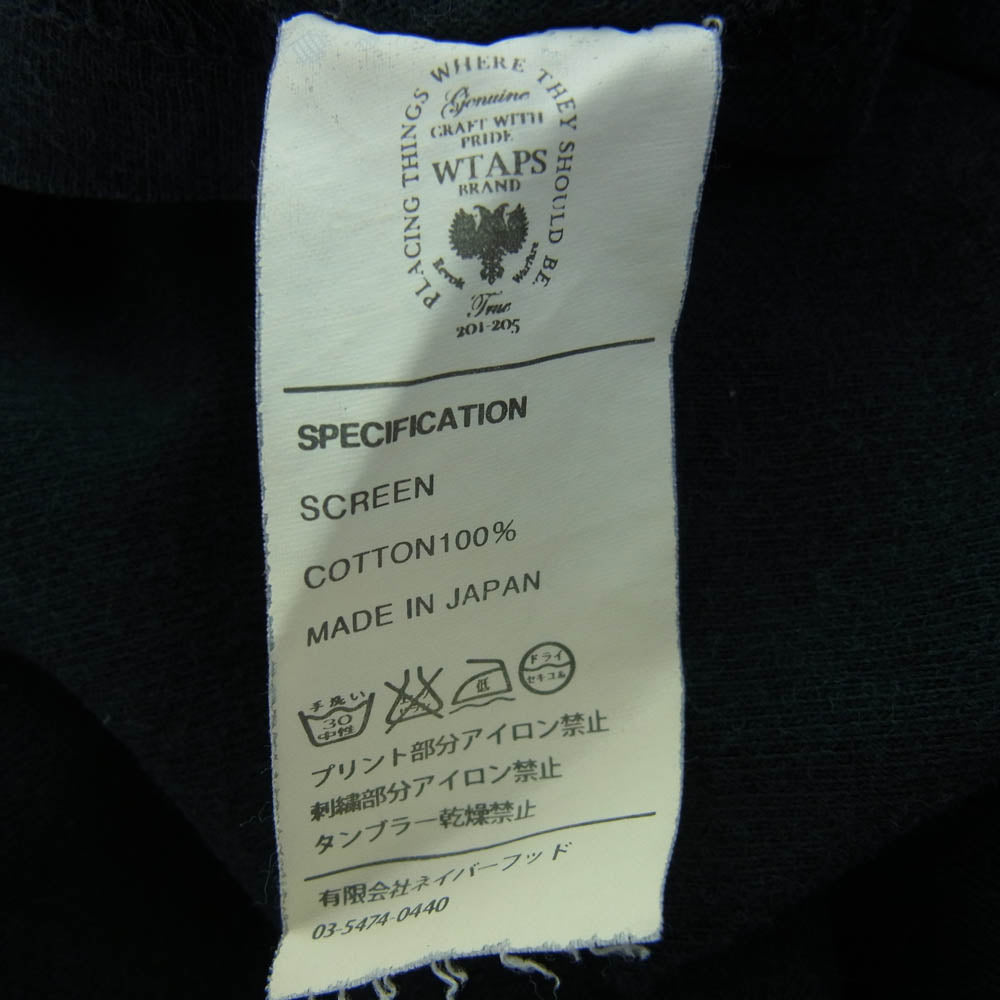 PLACING THINGS WHERE THEY SHOULD BE.
Genuine
CRAFT WITH
PRIDE
WTAPS
BRAND
Revolt Warfare
True
201-205
SPECIFICATION
SCREEN
COTTON100%
MADE IN JAPAN
手洗い
30
中性
低
ドライ
セキユ系
プリント部分アイロン禁止
刺繍部分アイロン禁止
タンブラー乾燥禁止
有限会社ネイバーフッド
03-5474-0440